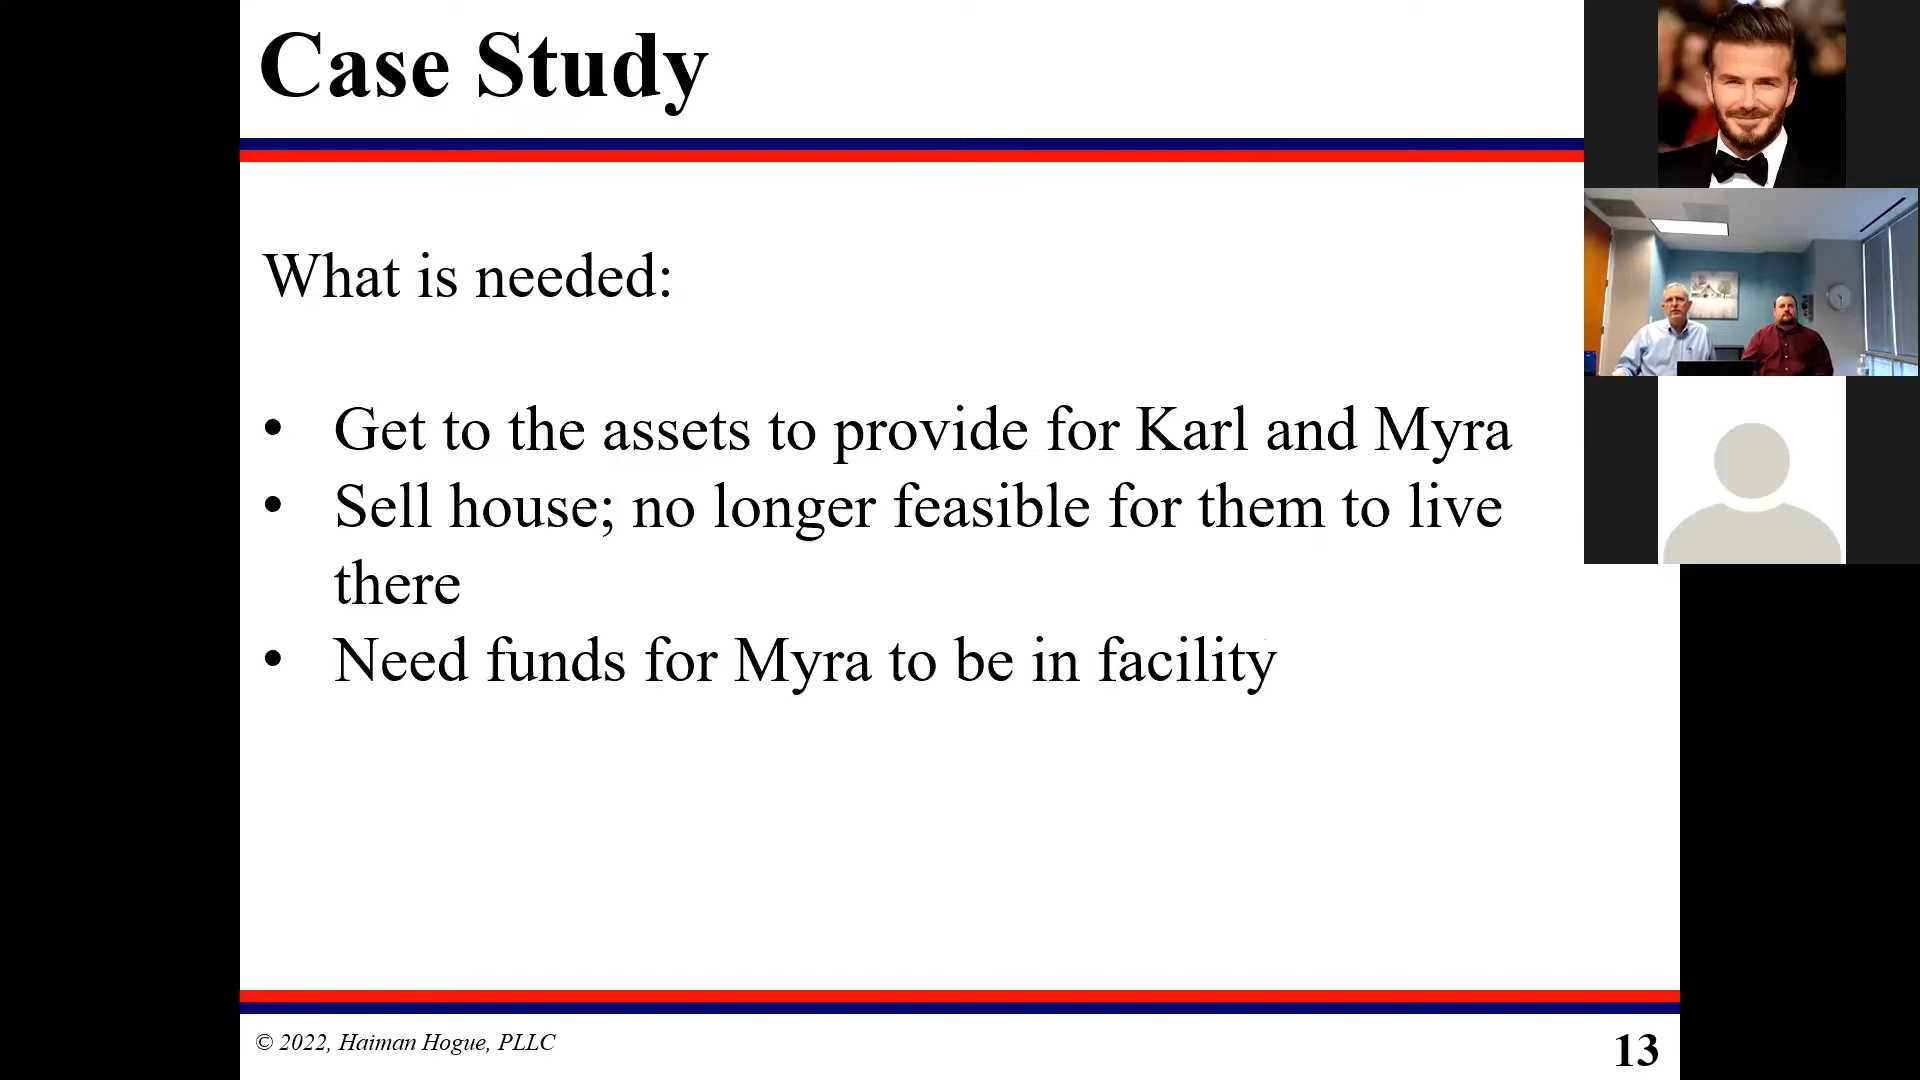 Case Study
What is needed:
• Get to the assets to provide for Karl and Myra
• Sell house; no longer feasible for them to live
there
• Need funds for Myra to be in facility
© 2022, Haiman Hogue, PLLC
13